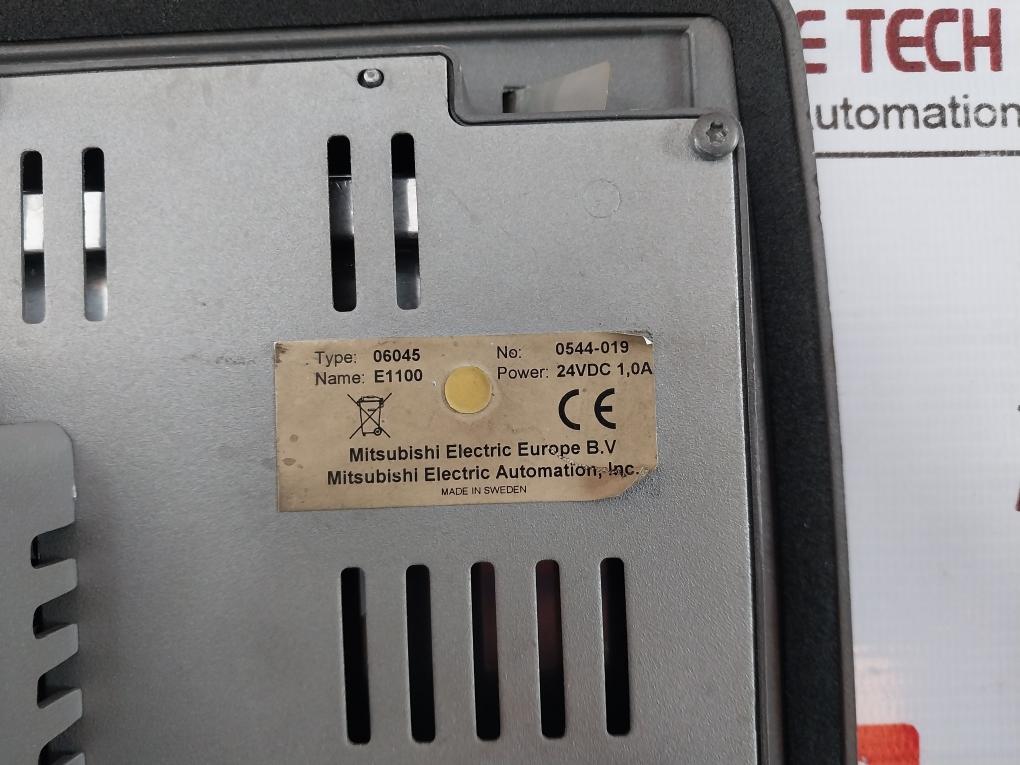 E TECH
utomation
Type: 06045 No: 0544-019
Name: E1100 Power: 24VDC 1,0A
CE
Mitsubishi Electric Europe B.V
Mitsubishi Electric Automation, Inc.
MADE IN SWEDEN